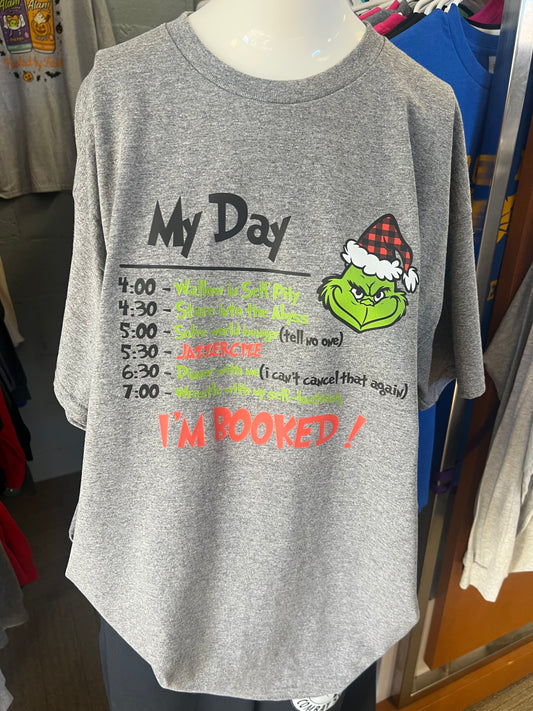 My Day
4:00 - Wallow in Self Pity
4:30 - Stare into the Abyss
5:00 - Solve world hunger (tell no one)
5:30 - JAZZERCISE
6:30 - Dinner with me (i can't cancel that again)
7:00 - Wrestle with my self-loathing
I'M BOOKED!